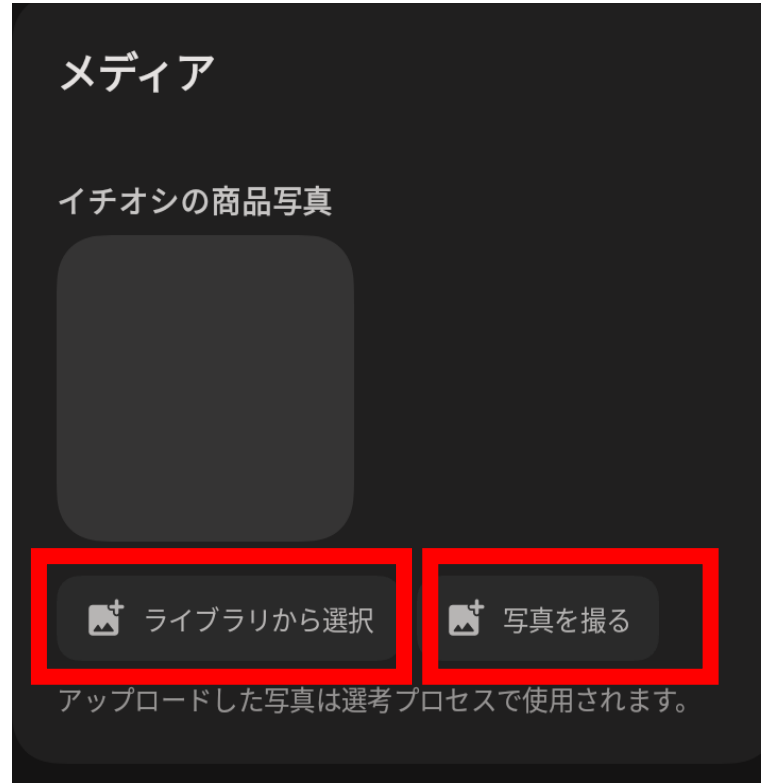 メディア
イチオシの商品写真
ライブラリから選択
写真を撮る
アップロードした写真は選考プロセスで使用されます。